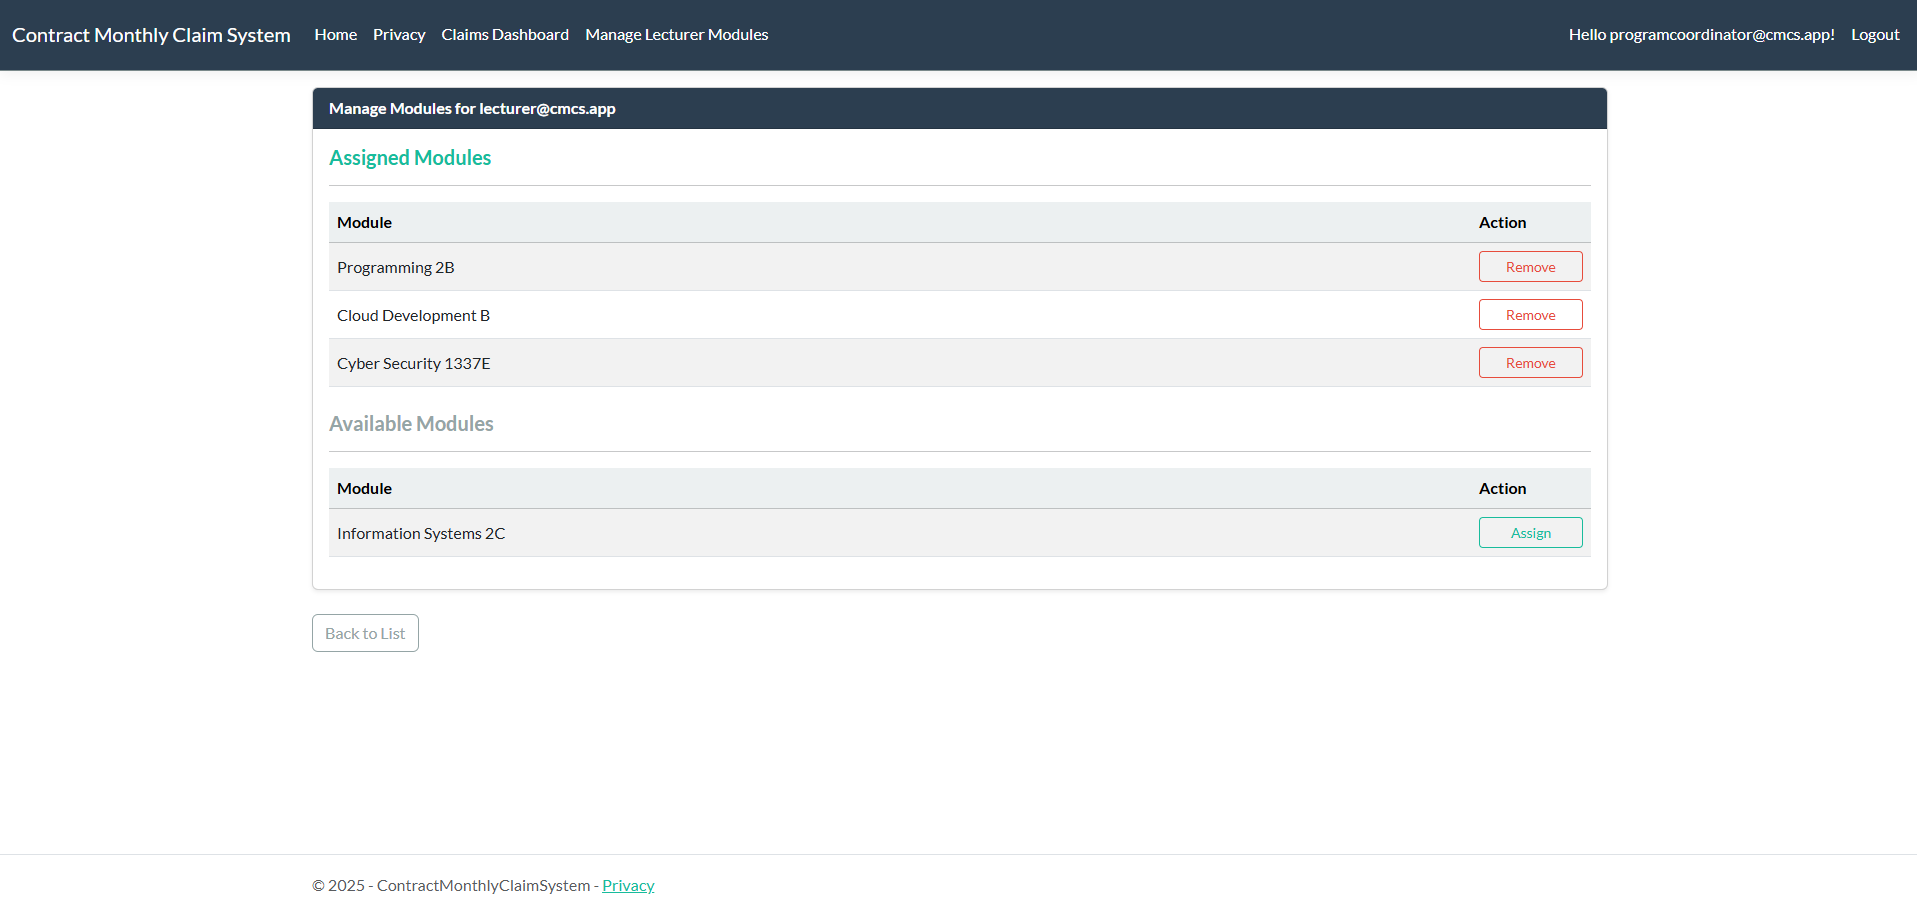 Contract Monthly Claim System Home Privacy Claims Dashboard Manage Lecturer Modules Hello programcoordinator@cmcs.app! Logout
Manage Modules for lecturer@cmcs.app
Assigned Modules
Module Action
Programming 2B Remove
Cloud Development B Remove
Cyber Security 1337E Remove
Available Modules
Module Action
Information Systems 2C Assign
Back to List
© 2025 - ContractMonthlyClaimSystem - Privacy